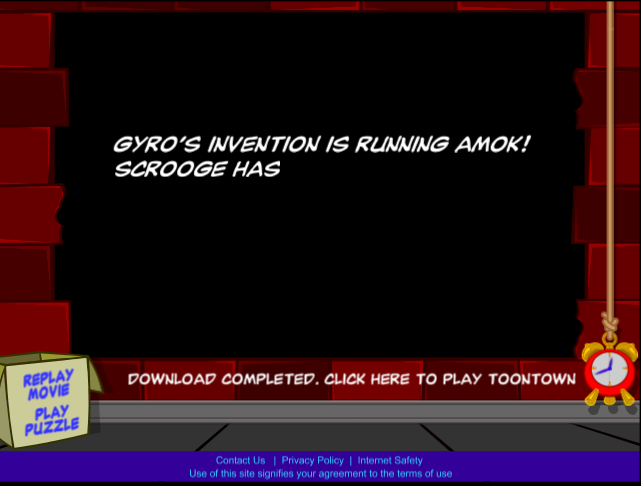 GYRO'S INVENTION IS RUNNING AMOK!
SCROOGE HAS
REPLAY
MOVIE
PLAY
PUZZLE
DOWNLOAD COMPLETED. CLICK HERE TO PLAY TOONTOWN
Contact Us | Privacy Policy | Internet Safety
Use of this site signifies your agreement to the terms of use